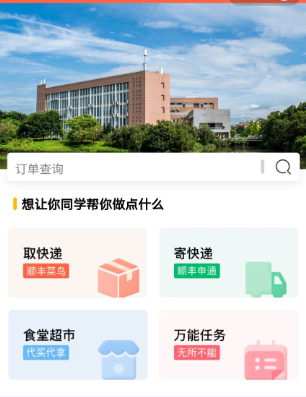 订单查询
想让你同学帮你做点什么
取快递
顺丰菜鸟
寄快递
顺丰申通
食堂超市
代买代拿
万能任务
无所不能